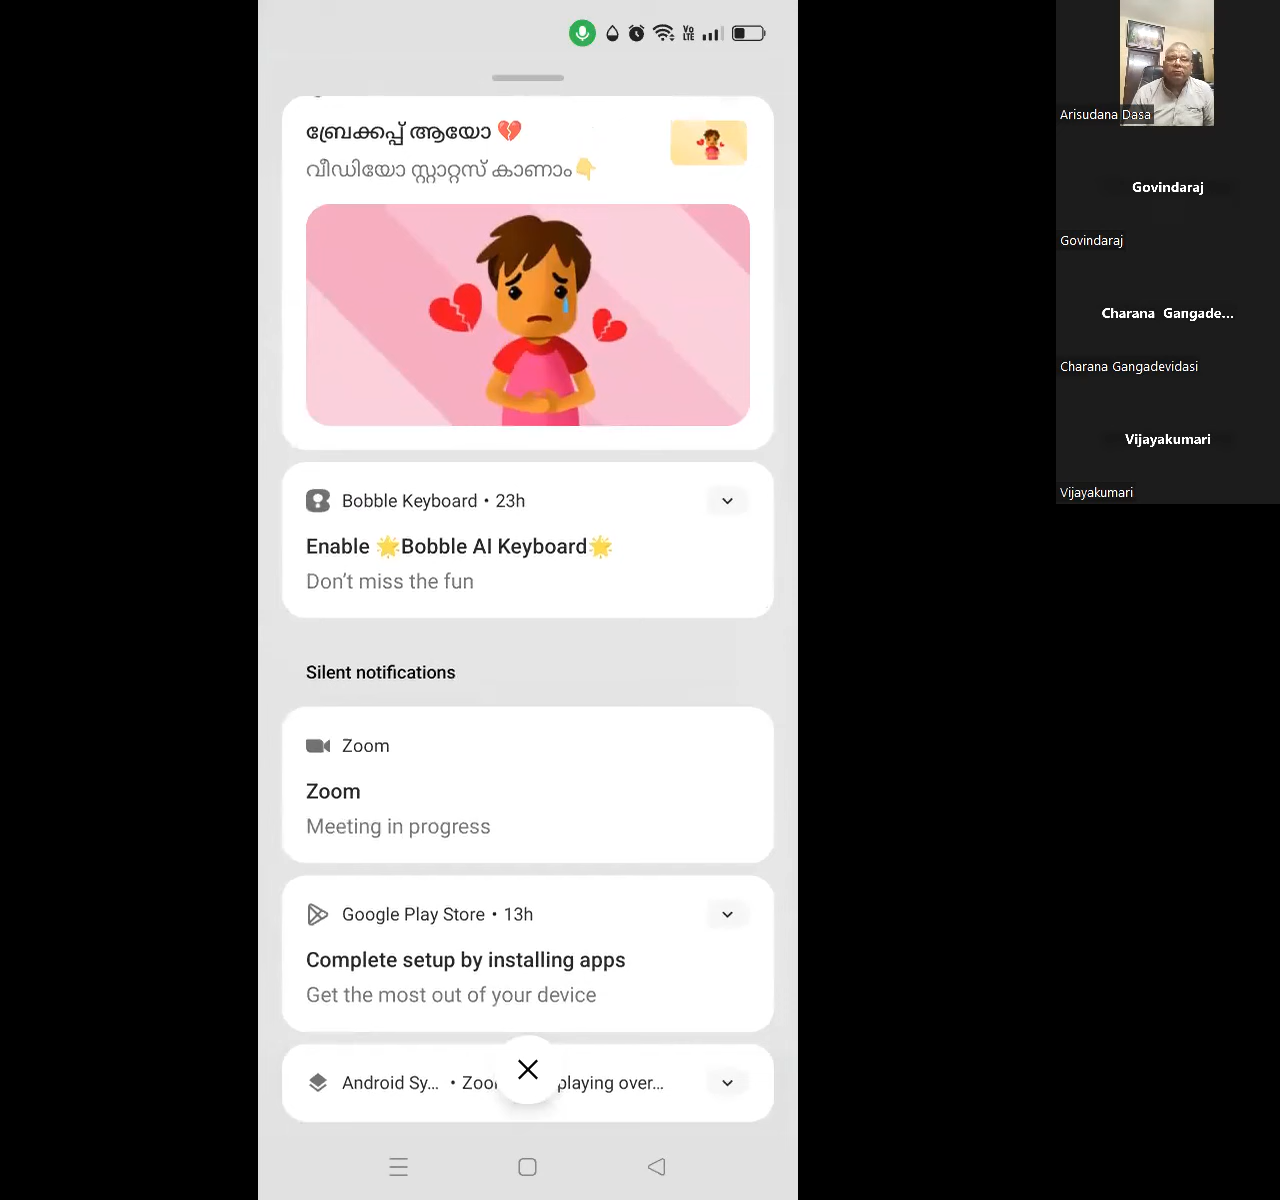 VO LTE
ബ്രേക്കപ്പ് ആയോ 💔
വീഡിയോ സ്റ്റാറ്റസ് കാണാം👇
Bobble Keyboard • 23h
Enable 🌟Bobble AI Keyboard🌟
Don’t miss the fun
Silent notifications
Zoom
Zoom
Meeting in progress
Google Play Store • 13h
Complete setup by installing apps
Get the most out of your device
Android Sy... • playing over...
Arisudana Dasa
Govindaraj
Govindaraj
Charana Gangade...
Charana Gangadevidasi
Vijayakumari
Vijayakumari